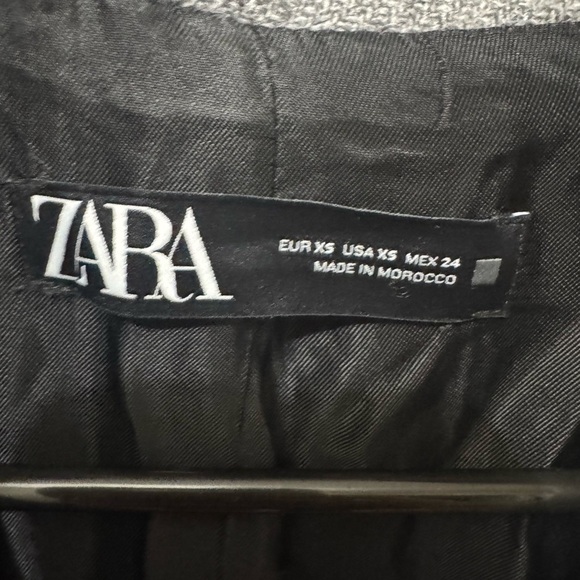 ZARA
EUR XS USA XS MEX 24
MADE IN MOROCCO